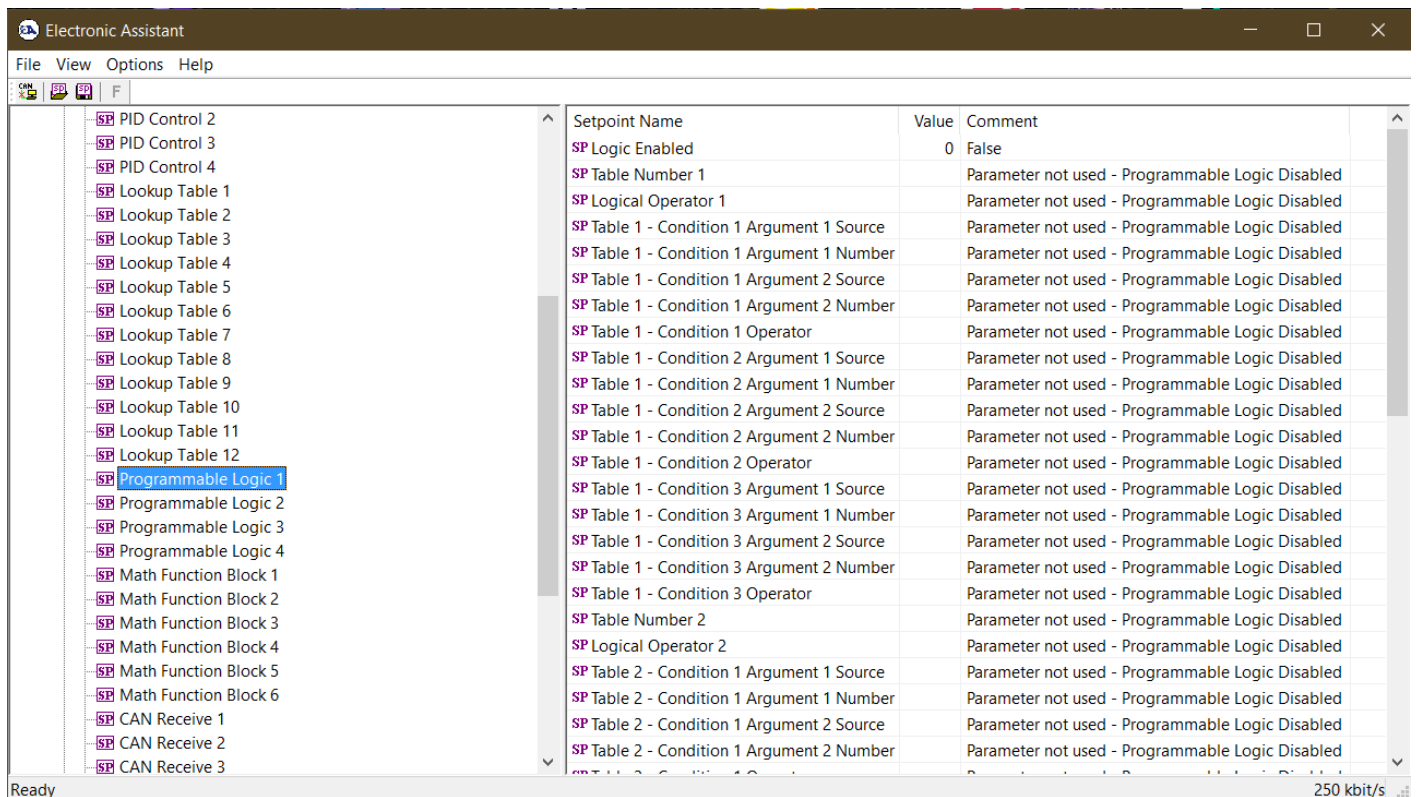 Electronic Assistant
File View Options Help
CAN SP SP F
SP PID Control 2
SP PID Control 3
SP PID Control 4
SP Lookup Table 1
SP Lookup Table 2
SP Lookup Table 3
SP Lookup Table 4
SP Lookup Table 5
SP Lookup Table 6
SP Lookup Table 7
SP Lookup Table 8
SP Lookup Table 9
SP Lookup Table 10
SP Lookup Table 11
SP Lookup Table 12
SP Programmable Logic 1
SP Programmable Logic 2
SP Programmable Logic 3
SP Programmable Logic 4
SP Math Function Block 1
SP Math Function Block 2
SP Math Function Block 3
SP Math Function Block 4
SP Math Function Block 5
SP Math Function Block 6
SP CAN Receive 1
SP CAN Receive 2
SP CAN Receive 3
Setpoint Name Value Comment
SP Logic Enabled 0 False
SP Table Number 1 Parameter not used - Programmable Logic Disabled
SP Logical Operator 1 Parameter not used - Programmable Logic Disabled
SP Table 1 - Condition 1 Argument 1 Source Parameter not used - Programmable Logic Disabled
SP Table 1 - Condition 1 Argument 1 Number Parameter not used - Programmable Logic Disabled
SP Table 1 - Condition 1 Argument 2 Source Parameter not used - Programmable Logic Disabled
SP Table 1 - Condition 1 Argument 2 Number Parameter not used - Programmable Logic Disabled
SP Table 1 - Condition 1 Operator Parameter not used - Programmable Logic Disabled
SP Table 1 - Condition 2 Argument 1 Source Parameter not used - Programmable Logic Disabled
SP Table 1 - Condition 2 Argument 1 Number Parameter not used - Programmable Logic Disabled
SP Table 1 - Condition 2 Argument 2 Source Parameter not used - Programmable Logic Disabled
SP Table 1 - Condition 2 Argument 2 Number Parameter not used - Programmable Logic Disabled
SP Table 1 - Condition 2 Operator Parameter not used - Programmable Logic Disabled
SP Table 1 - Condition 3 Argument 1 Source Parameter not used - Programmable Logic Disabled
SP Table 1 - Condition 3 Argument 1 Number Parameter not used - Programmable Logic Disabled
SP Table 1 - Condition 3 Argument 2 Source Parameter not used - Programmable Logic Disabled
SP Table 1 - Condition 3 Argument 2 Number Parameter not used - Programmable Logic Disabled
SP Table 1 - Condition 3 Operator Parameter not used - Programmable Logic Disabled
SP Table Number 2 Parameter not used - Programmable Logic Disabled
SP Logical Operator 2 Parameter not used - Programmable Logic Disabled
SP Table 2 - Condition 1 Argument 1 Source Parameter not used - Programmable Logic Disabled
SP Table 2 - Condition 1 Argument 1 Number Parameter not used - Programmable Logic Disabled
SP Table 2 - Condition 1 Argument 2 Source Parameter not used - Programmable Logic Disabled
SP Table 2 - Condition 1 Argument 2 Number Parameter not used - Programmable Logic Disabled
Ready 250 kbit/s